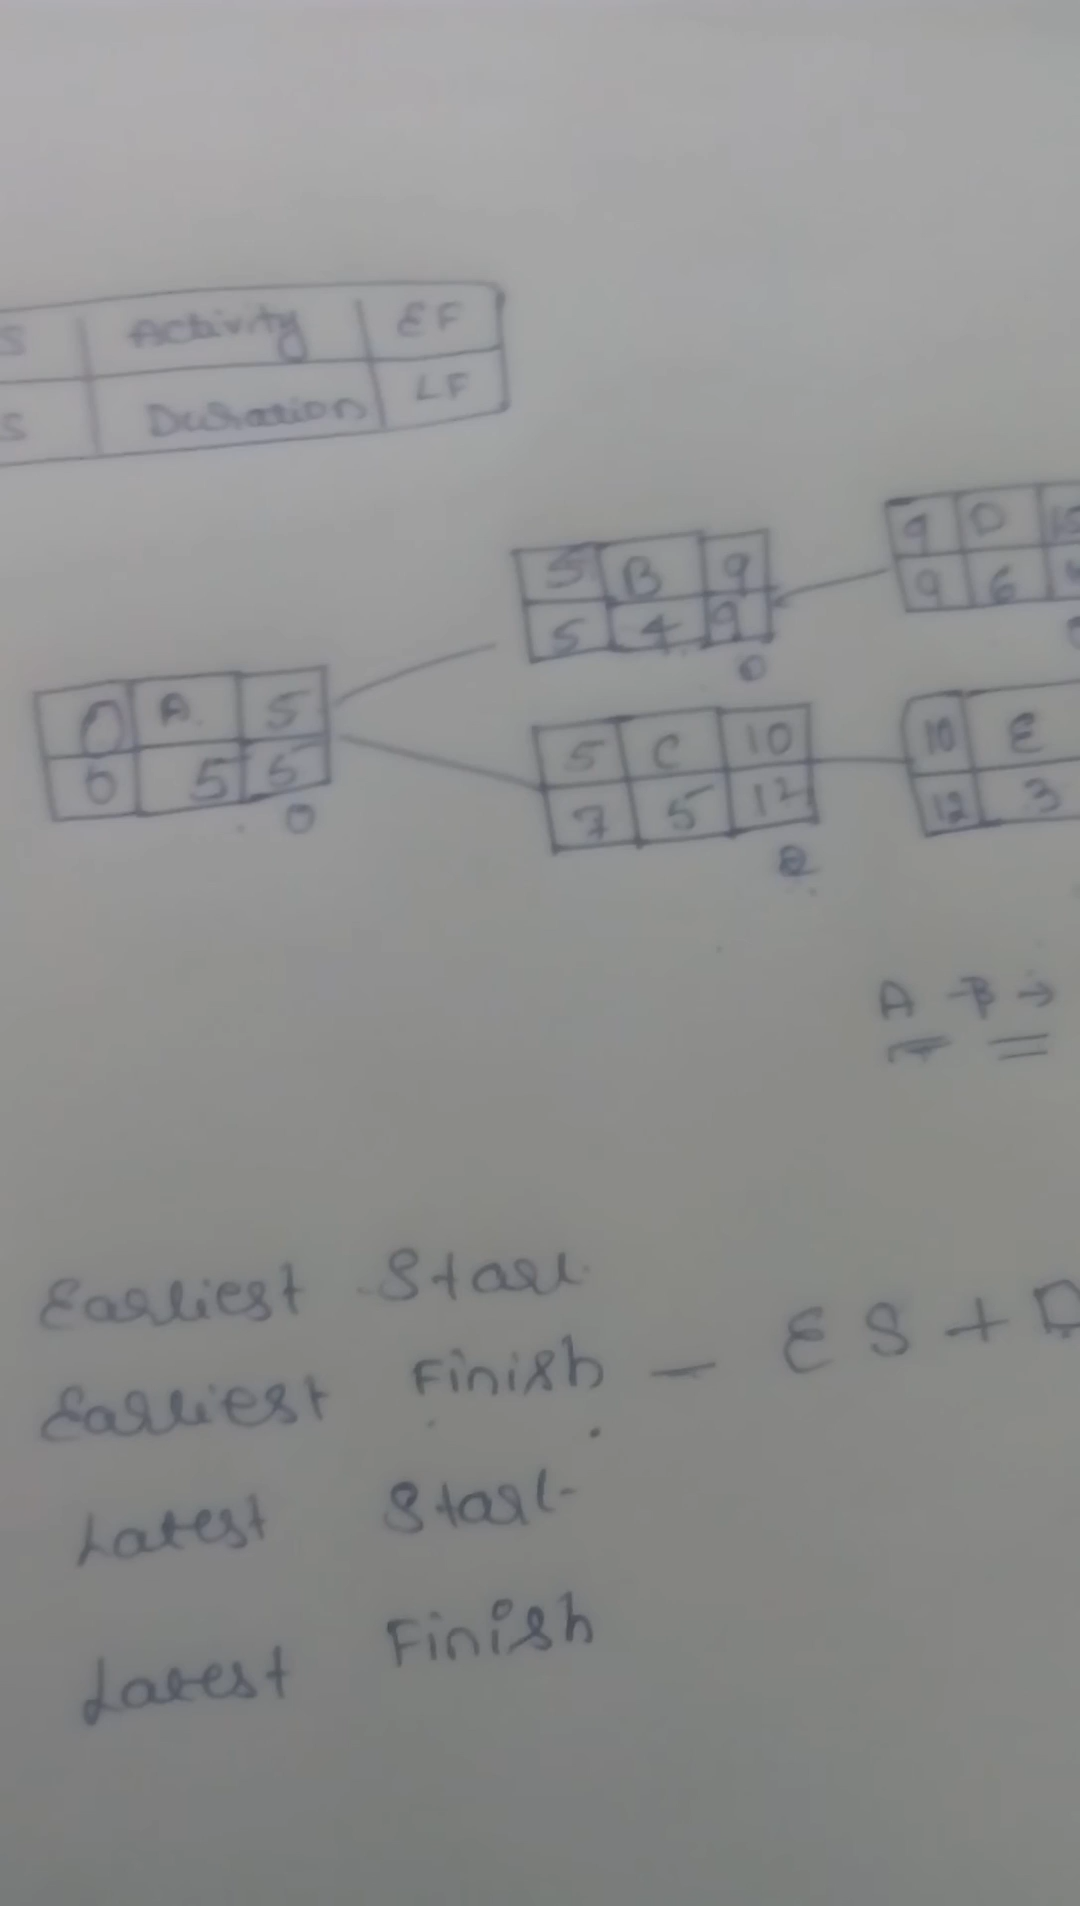 S Activity EF
S Duration LF
5 B 9
5 4 9
0
9 D
9 6
0 A 5
0 5 5
0
5 C 10
7 5 12
2
10 E
12 3
A B →
Earliest Start
Earliest Finish — ES + D
Latest Start
Latest Finish